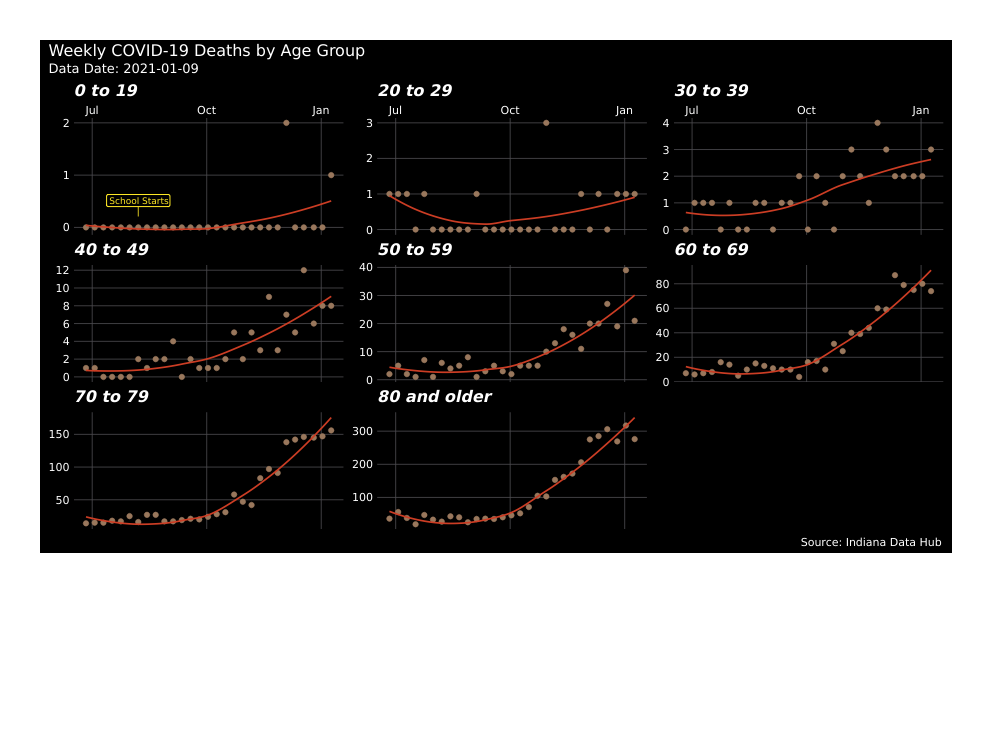 Weekly COVID-19 Deaths by Age Group
Data Date: 2021-01-09
0 to 19
20 to 29
30 to 39
Jul Oct Jan
Jul Oct Jan
Jul Oct Jan
2
1
0
School Starts
3
2
1
0
4
3
2
1
0
40 to 49
50 to 59
60 to 69
12
10
8
6
4
2
0
40
30
20
10
0
80
60
40
20
0
70 to 79
80 and older
150
100
50
300
200
100
Source: Indiana Data Hub